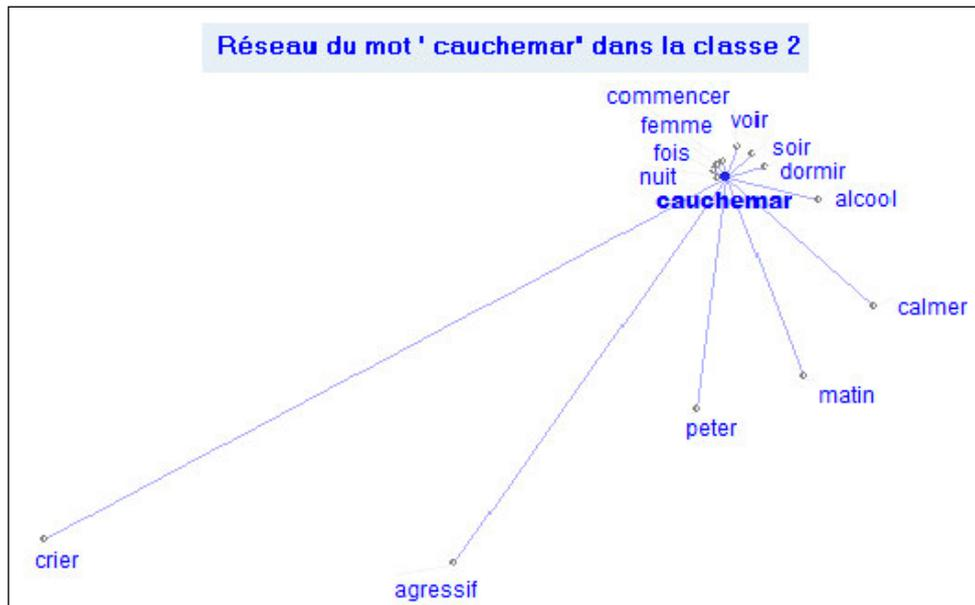 Réseau du mot ' cauchemar" dans la classe 2
commencer
voir
femme
soir
fois
dormir
nuit
cauchemar
alcool
calmer
matin
peter
crier
agressif